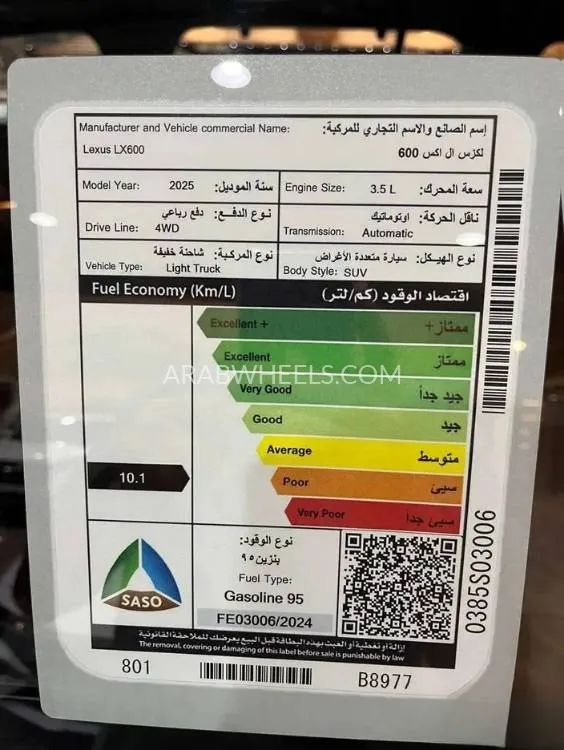 Manufacturer and Vehicle commercial Name: إسم الصانع والاسم التجاري للمركبة:
Lexus LX600 لكزس ال اكس 600
Model Year: 2025 سنة الموديل: Engine Size: 3.5 L سعة المحرك:
نوع الدفع: دفع رباعي ناقل الحركة: اوتوماتيك
Drive Line: 4WD Transmission: Automatic
نوع المركبة: شاحنة خفيفة نوع الهيكل: سيارة متعددة الأغراض
Vehicle Type: Light Truck Body Style: SUV
Fuel Economy (Km/L) اقتصاد الوقود (كم/لتر)
Excellent + ممتاز+
Excellent ممتاز
ARABWHEELS.COM
Very Good جيد جداً
Good جيد
Average متوسط
10.1 Poor سيئ
Very Poor سيئ جداً
نوع الوقود:
بنزين ٩٥
Fuel Type:
Gasoline 95
SASO
FE03006/2024
إزالة أو تغطية أو العبث بهذه البطاقة قبل البيع يعرضك للملاحقة القانونية
The removal, covering or damaging of this label before sale is punishable by law
801 B8977
0385S03006